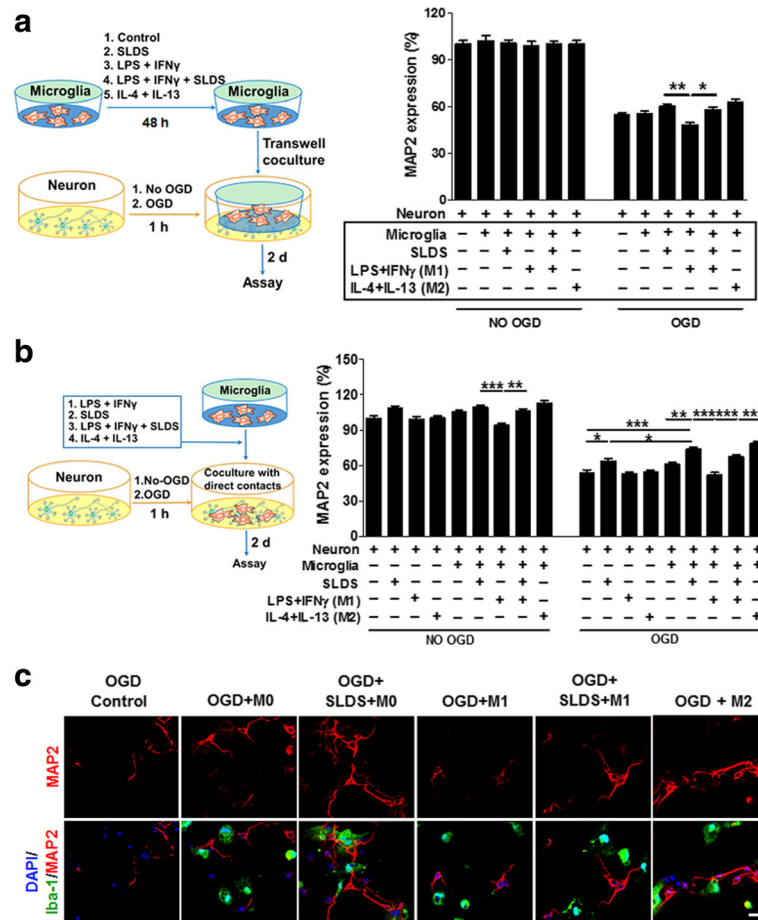 a
1. Control
2. SLDS
3. LPS + IFNγ
4. LPS + IFNγ + SLDS
5. IL-4 + IL-13
Microglia
Microglia
48 h
Transwell
coculture
Neuron
1. No OGD
2. OGD
1 h
2 d
Assay
MAP2 expression (%)
120
90
60
30
0
** *
Neuron + + + + + + + + + + + +
Microglia − + + + + + − + + + + +
SLDS − − + − + − − − + − + −
LPS+IFNγ (M1) − − − + + − − − − + + −
IL-4+IL-13 (M2) − − − − − + − − − − − +
NO OGD
OGD
b
1. LPS + IFNγ
2. SLDS
3. LPS + IFNγ + SLDS
4. IL-4 + IL-13
Microglia
Neuron
1.No-OGD
2.OGD
1 h
Coculture with
direct contacts
2 d
Assay
MAP2 expression (%)
150
120
90
60
30
0
*** **
***
* *
** *** *** **
Neuron + + + + + + + + + + + + + + + + + +
Microglia − − − − + + + + + − − − − + + + + +
SLDS − + − − − + − + − − + − − − + − + −
LPS+IFNγ (M1) − − + − − − + + − − − + − − − + + −
IL-4+IL-13 (M2) − − − + − − − − + − − − + − − − − +
NO OGD
OGD
c
OGD
Control
OGD+M0
OGD+
SLDS+M0
OGD+M1
OGD+
SLDS+M1
OGD + M2
MAP2
DAPI/
Iba-1/MAP2